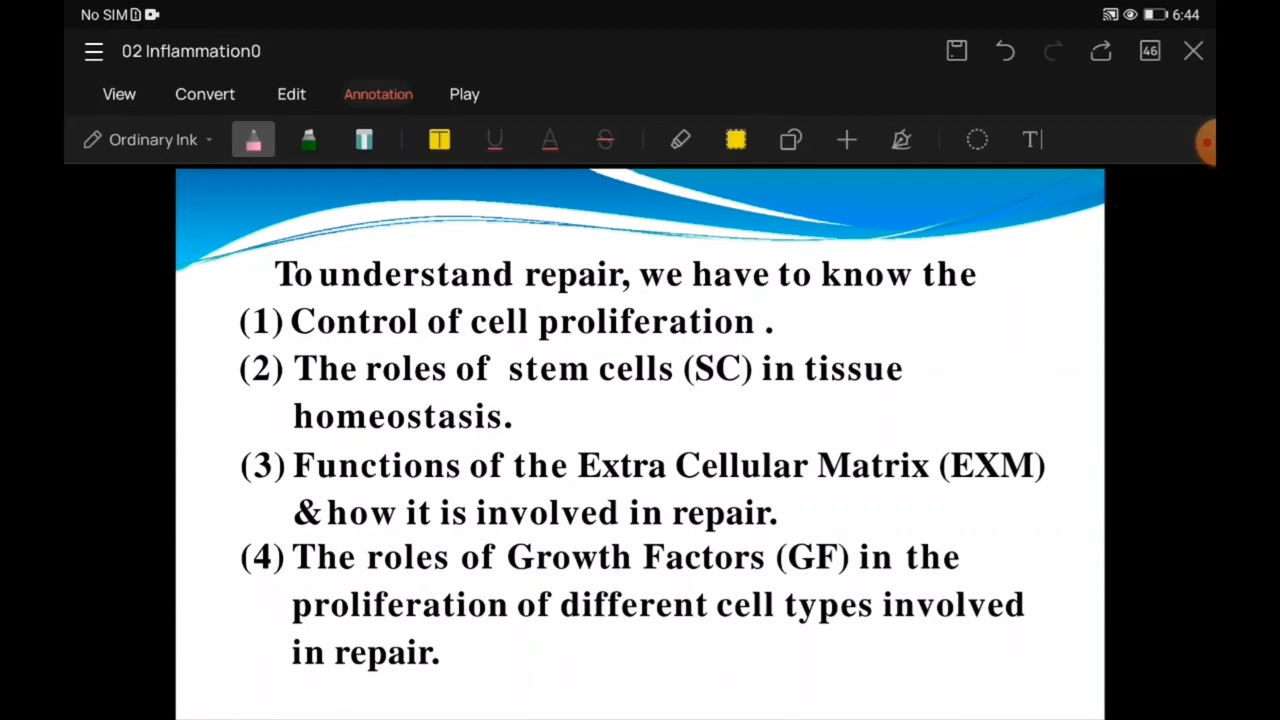 No SIM 6:44
02 Inflammation0 46
View Convert Edit Annotation Play
Ordinary Ink T U A S T
To understand repair, we have to know the
(1) Control of cell proliferation .
(2) The roles of stem cells (SC) in tissue
homeostasis.
(3) Functions of the Extra Cellular Matrix (EXM)
& how it is involved in repair.
(4) The roles of Growth Factors (GF) in the
proliferation of different cell types involved
in repair.